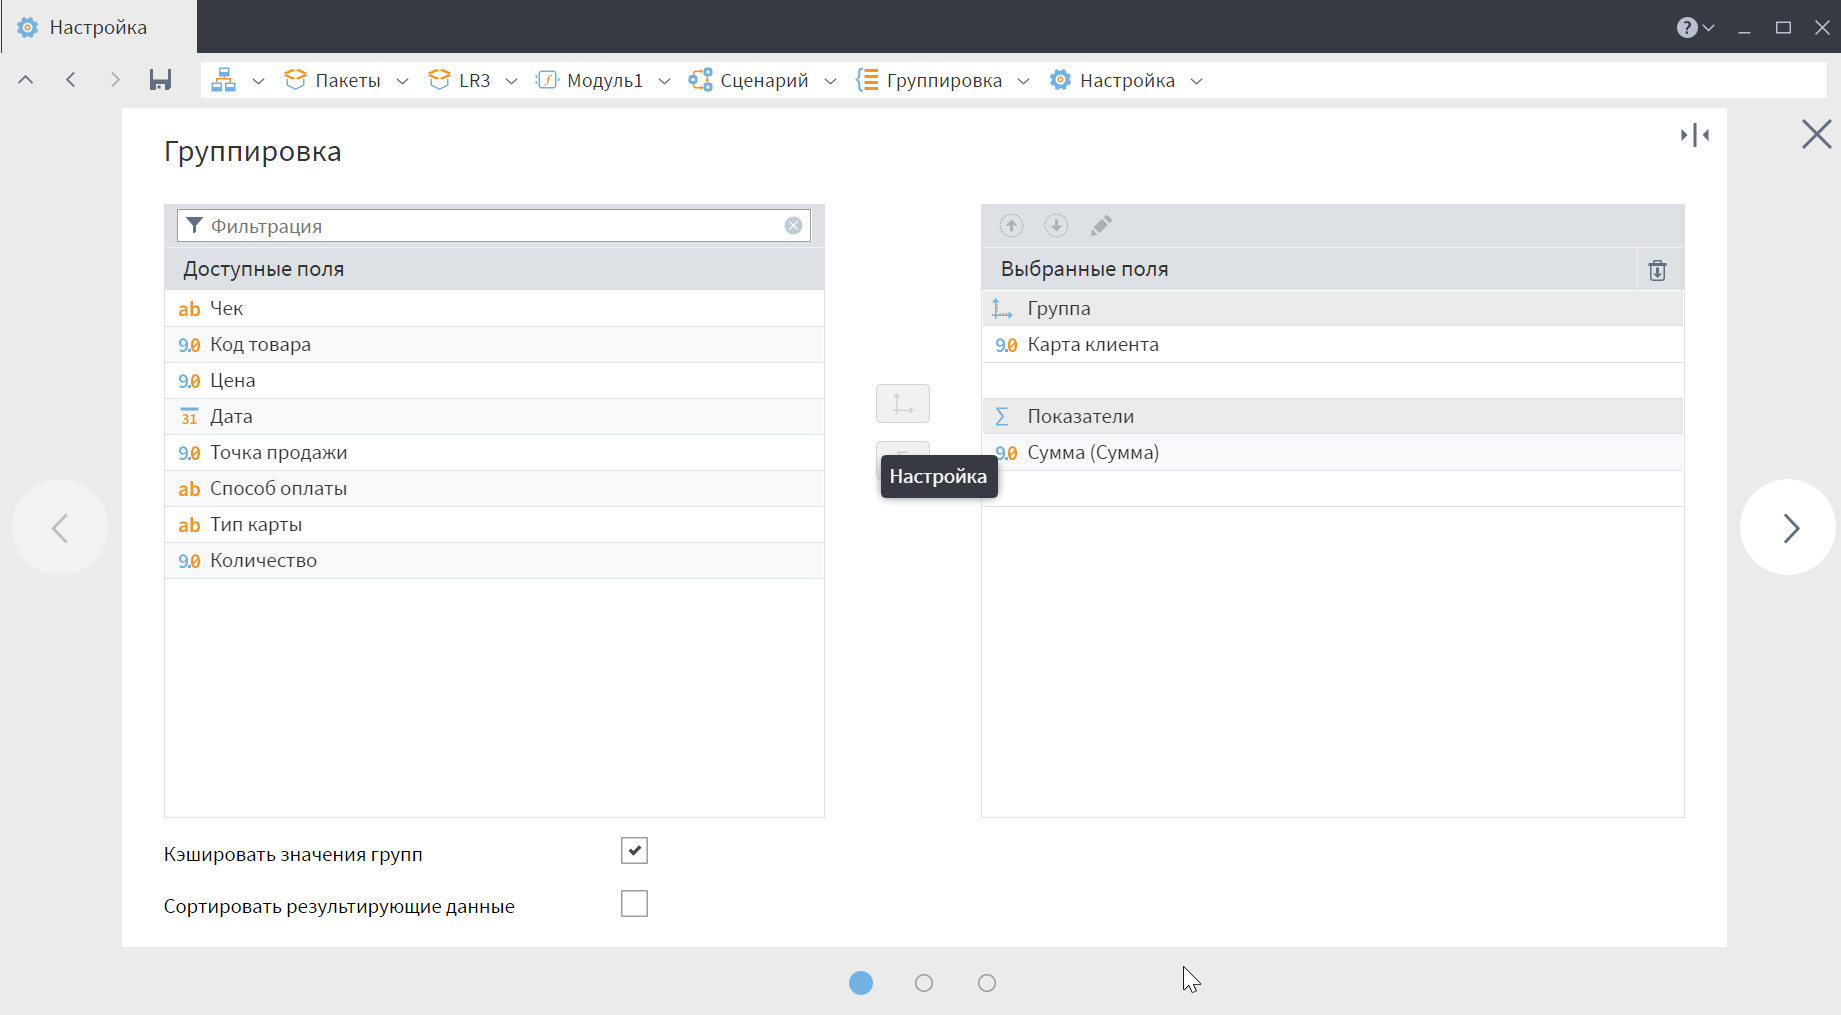 Настройка
Пакеты
LR3
Модуль1
Сценарий
Группировка
Настройка
Группировка
Фильтрация
Доступные поля
ab Чек
9.0 Код товара
9.0 Цена
31 Дата
9.0 Точка продажи
ab Способ оплаты
ab Тип карты
9.0 Количество
Настройка
Выбранные поля
Группа
9.0 Карта клиента
Σ Показатели
9.0 Сумма (Сумма)
Кэшировать значения групп
Сортировать результирующие данные